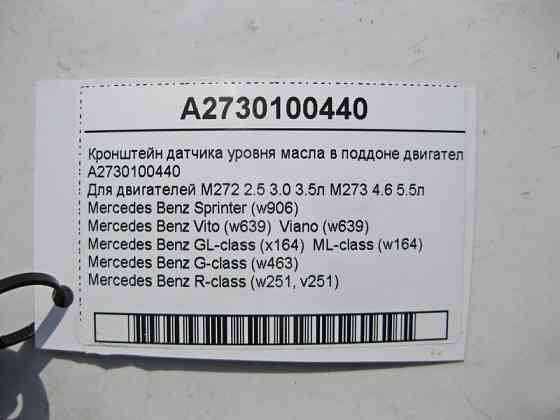 A2730100440
Кронштейн датчика уровня масла в поддоне двигател
A2730100440
Для двигателей M272 2.5 3.0 3.5л M273 4.6 5.5л
Mercedes Benz Sprinter (w906)
Mercedes Benz Vito (w639) Viano (w639)
Mercedes Benz GL-class (x164) ML-class (w164)
Mercedes Benz G-class (w463)
Mercedes Benz R-class (w251, v251)